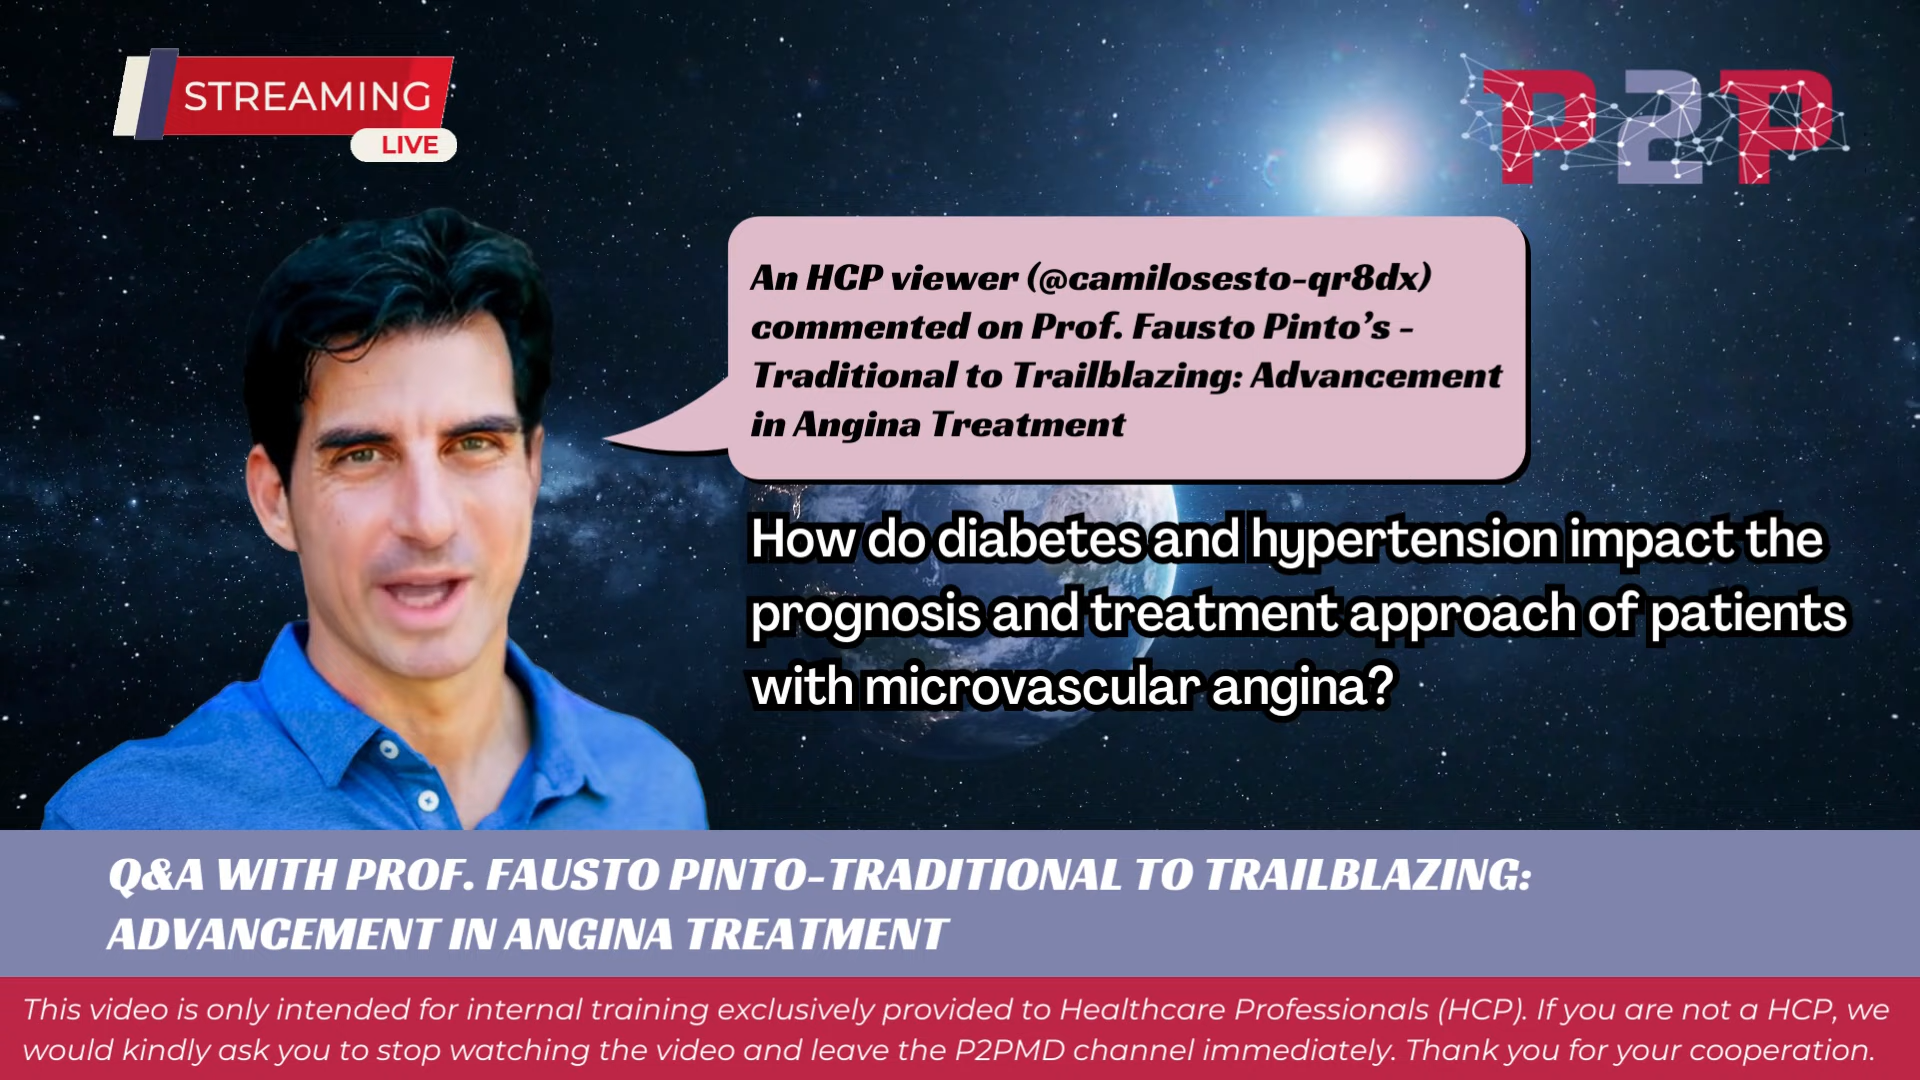 STREAMING
LIVE
P2P
An HCP viewer (@camilosesto-qr8dx)
commented on Prof. Fausto Pinto’s -
Traditional to Trailblazing: Advancement
in Angina Treatment
How do diabetes and hypertension impact the
prognosis and treatment approach of patients
with microvascular angina?
Q&A WITH PROF. FAUSTO PINTO-TRADITIONAL TO TRAILBLAZING:
ADVANCEMENT IN ANGINA TREATMENT
This video is only intended for internal training exclusively provided to Healthcare Professionals (HCP). If you are not a HCP, we
would kindly ask you to stop watching the video and leave the P2PMD channel immediately. Thank you for your cooperation.